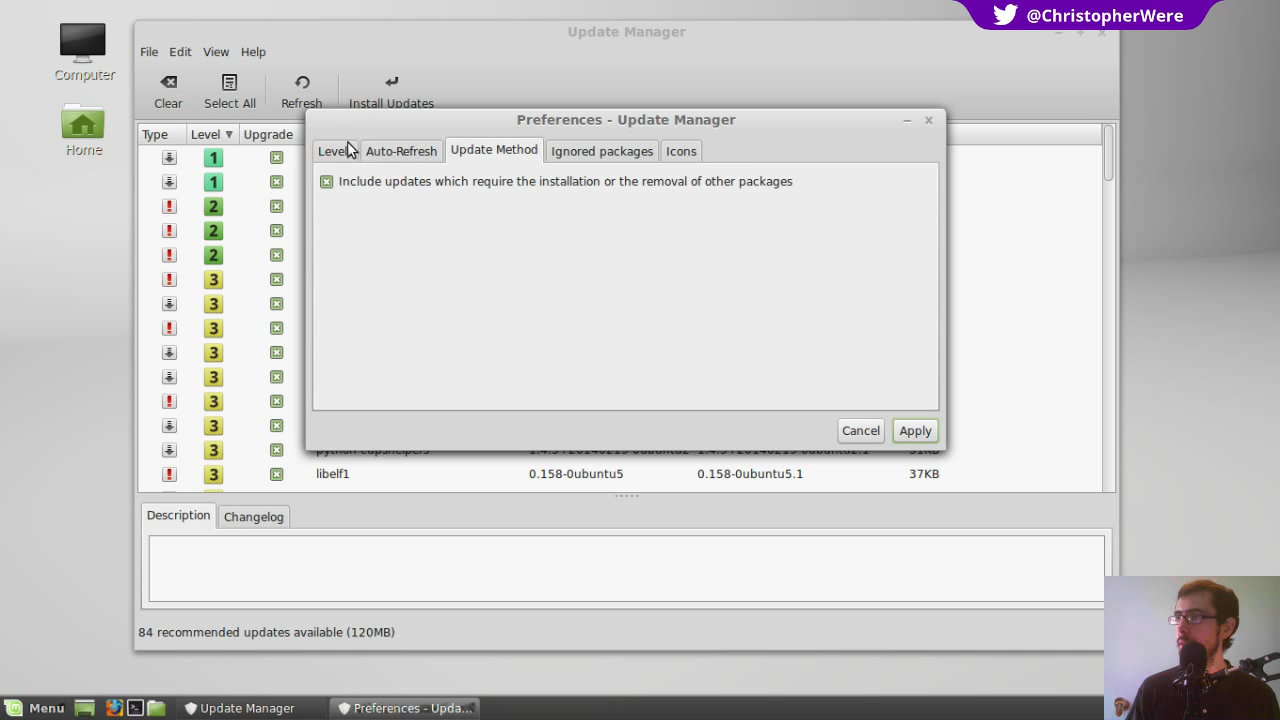 @ChristopherWere
Update Manager
Computer
Home
File Edit View Help
Clear Select All Refresh Install Updates
Type Level Upgrade
Preferences - Update Manager
Levels Auto-Refresh Update Method Ignored packages Icons
Include updates which require the installation or the removal of other packages
Cancel Apply
1
1
2
2
2
3
3
3
3
3
3
3
3
3
libelf1 0.158-0ubuntu5 0.158-0ubuntu5.1 37KB
Description Changelog
84 recommended updates available (120MB)
Menu Update Manager Preferences - Upda...